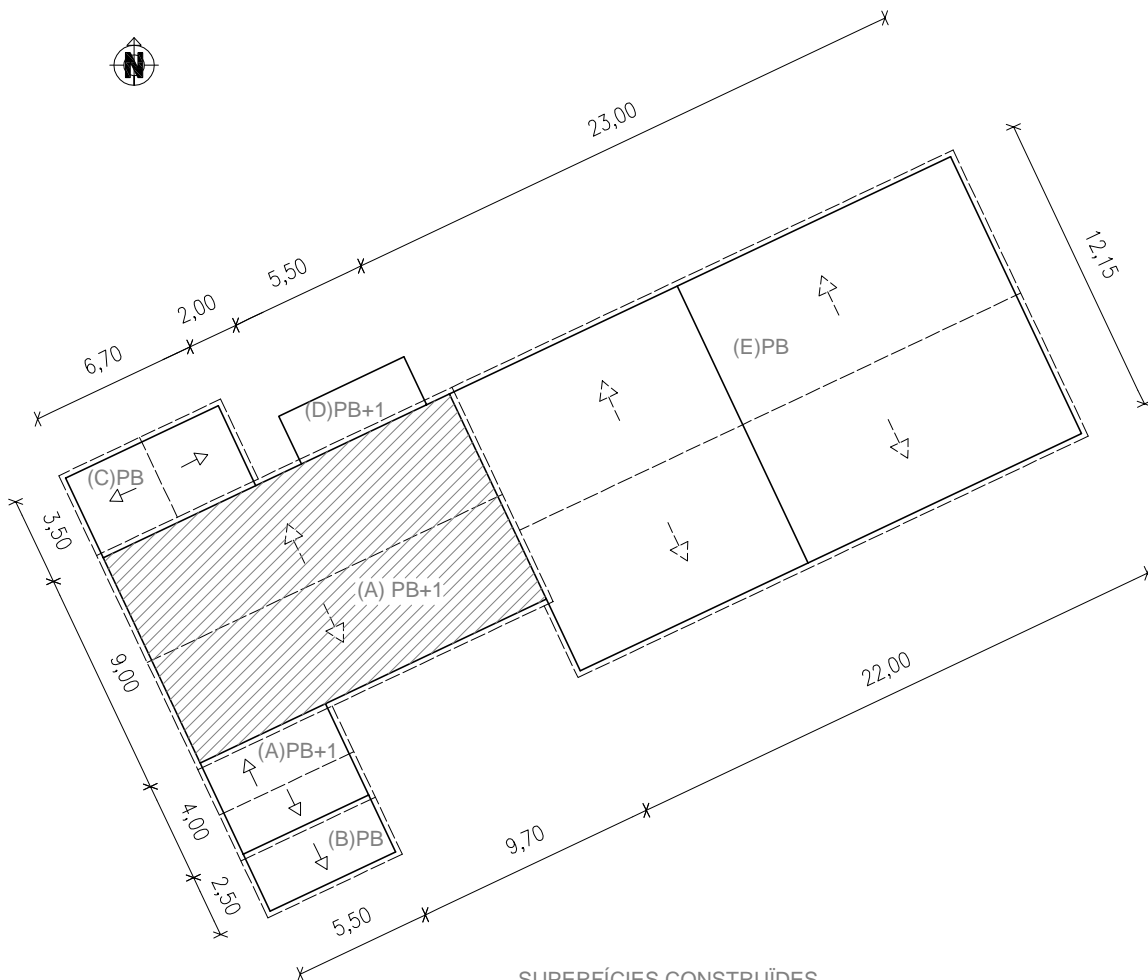 N
23,00
5,50
2,00
6,70
12,15
(E)PB
(D)PB+1
(C)PB
3,50
(A) PB+1
9,00
22,00
(A)PB+1
4,00
(B)PB
9,70
2,50
5,50
SUPERFÍCIES CONSTRUÏDES